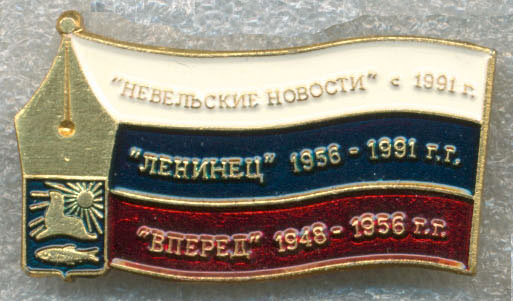 "НЕВЕЛЬСКИЕ НОВОСТИ" с 1991 г.
"ЛЕНИНЕЦ" 1956 - 1991 г.г.
"ВПЕРЕД" 1948 - 1956 г.г.